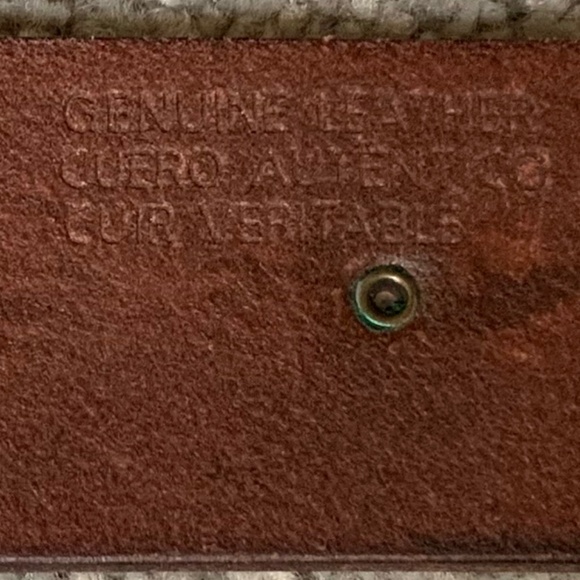 GENUINE LEATHER
CUERO AUTENTICO
CUIR VERITABLE